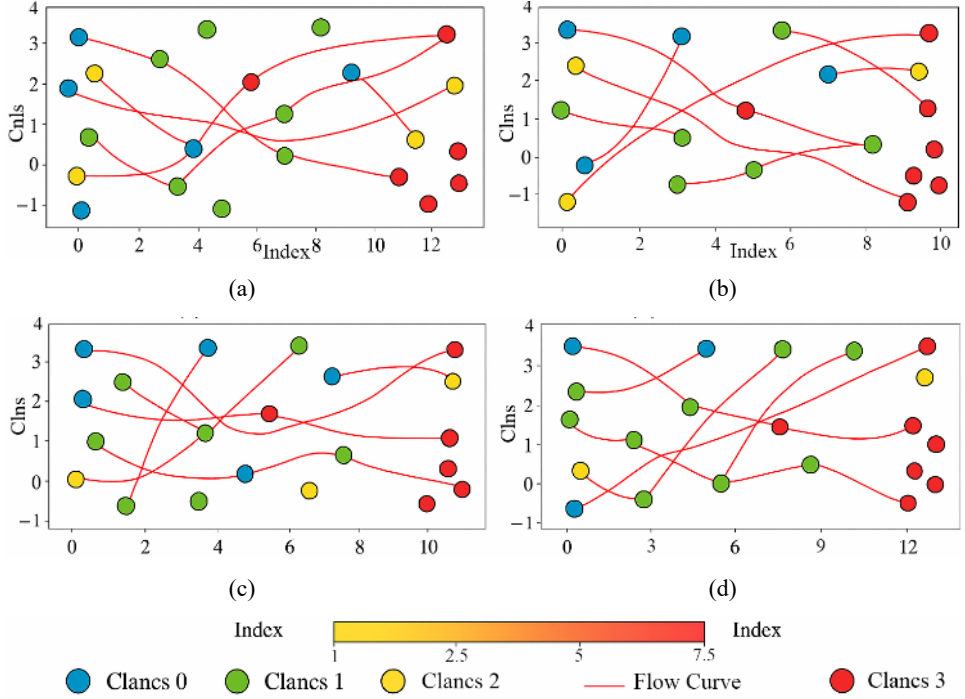 4
3
2
1
0
−1
Cnls
0 2 4 6 8 10 12
Index
(a)
4
3
2
1
0
−1
Clns
0 2 4 6 8 10
Index
(b)
4
3
2
1
0
−1
Clns
0 2 4 6 8 10
(c)
4
3
2
1
0
−1
Clns
0 3 6 9 12
(d)
Index Index
1 2.5 7.5
Clancs 0 Clancs 1 Clancs 2 Flow Curve Clancs 3